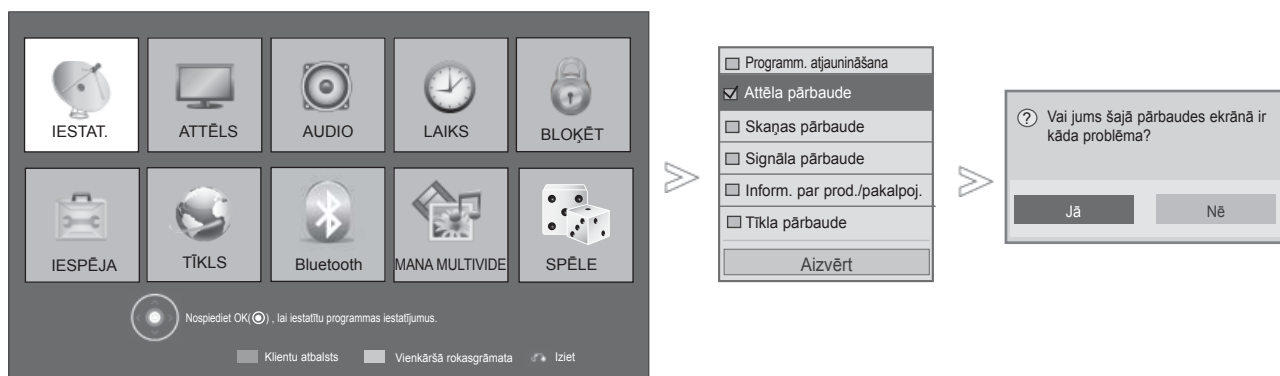 IESTAT.
ATTĒLS
AUDIO
LAIKS
BLOĶĒT
IESPĒJA
TĪKLS
Bluetooth
MANA MULTIVIDE
SPĒLE
Nospiediet OK(◉) , lai iestatītu programmas iestatījumus.
Klientu atbalsts
Vienkāršā rokasgrāmata
Iziet
Programm. atjaunināšana
Attēla pārbaude
Skaņas pārbaude
Signāla pārbaude
Inform. par prod./pakalpoj.
Tīkla pārbaude
Aizvērt
? Vai jums šajā pārbaudes ekrānā ir
kāda problēma?
Jā
Nē